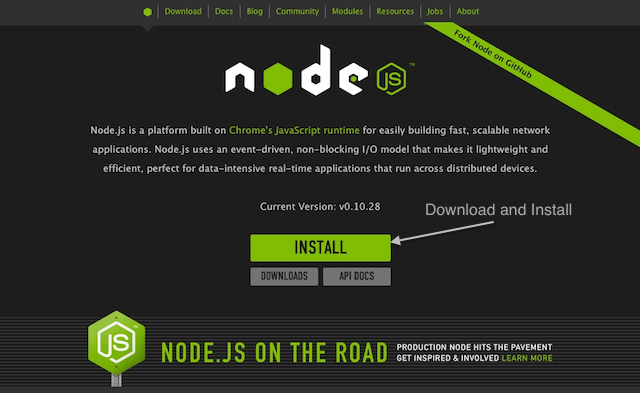 Download Docs Blog Community Modules Resources Jobs About
Fork Node on GitHub
node JS ™
Node.js is a platform built on Chrome's JavaScript runtime for easily building fast, scalable network
applications. Node.js uses an event-driven, non-blocking I/O model that makes it lightweight and
efficient, perfect for data-intensive real-time applications that run across distributed devices.
Current Version: v0.10.28
Download and Install
INSTALL
DOWNLOADS API DOCS
JS ™
NODE.JS ON THE ROAD
PRODUCTION NODE HITS THE PAVEMENT
GET INSPIRED & INVOLVED LEARN MORE